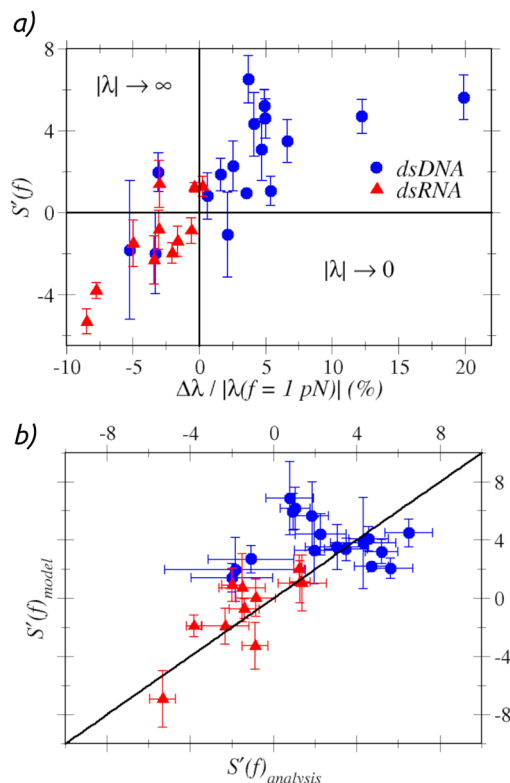 a)
|λ| → ∞
S′(f)
dsDNA
dsRNA
|λ| → 0
8
4
0
-4
-10 -5 0 5 10 15 20
Δλ / |λ(f = 1 pN)| (%)
b)
-8 -4 0 4 8
S′(f)model
8
4
0
-4
-8
S′(f)analysis